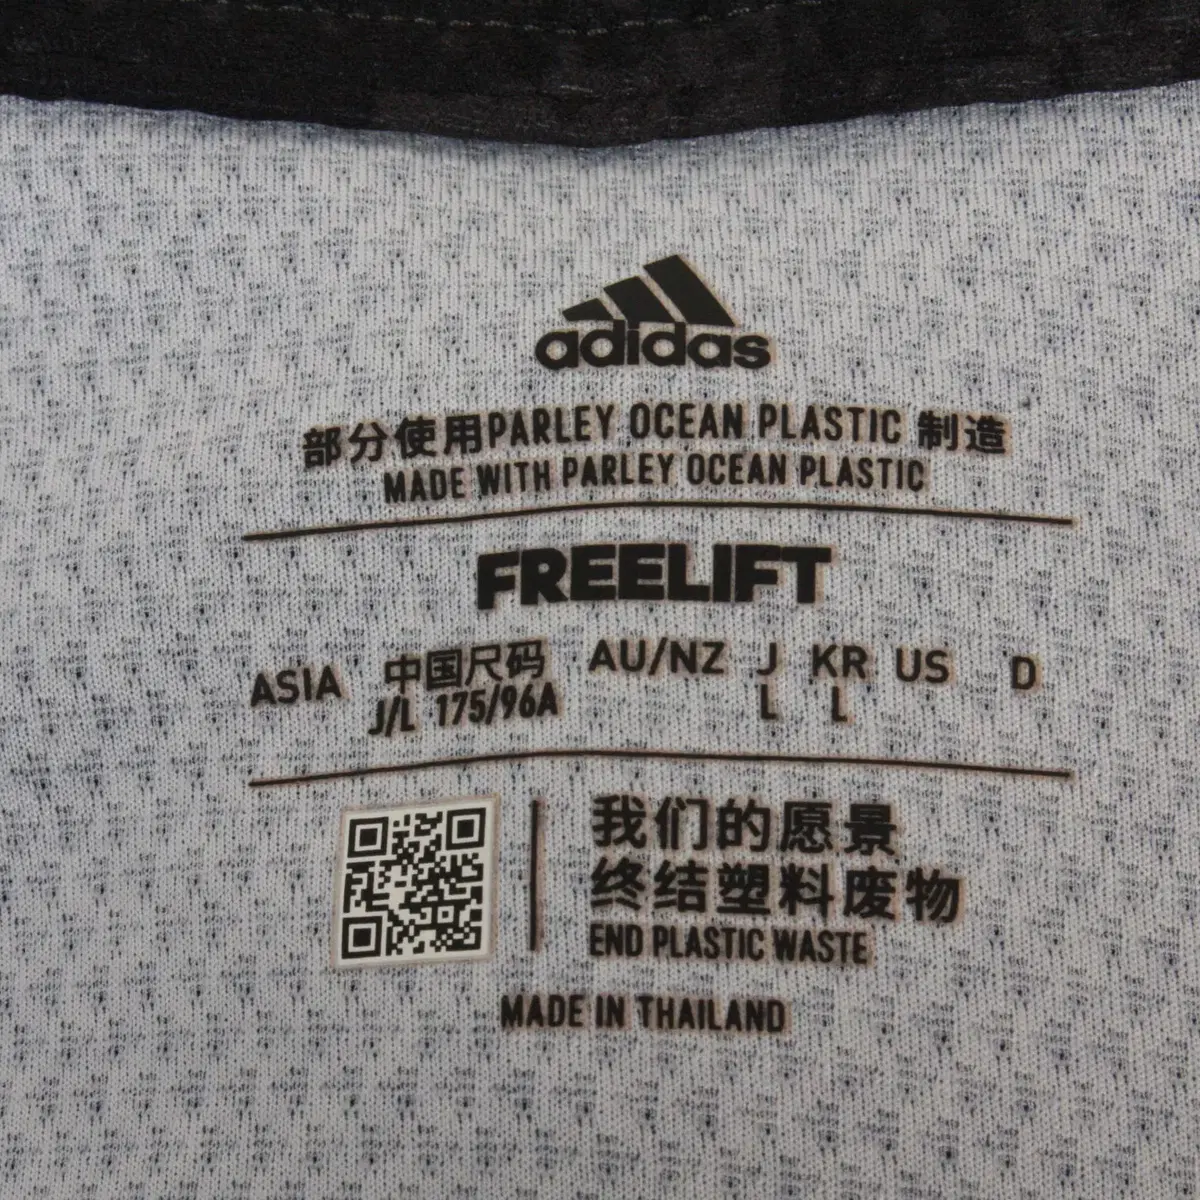 adidas
部分使用PARLEY OCEAN PLASTIC 制造
MADE WITH PARLEY OCEAN PLASTIC
FREELIFT
ASIA 中国尺码 AU/NZ J KR US D
J/L 175/96A L L
我们的愿景
终结塑料废物
END PLASTIC WASTE
MADE IN THAILAND